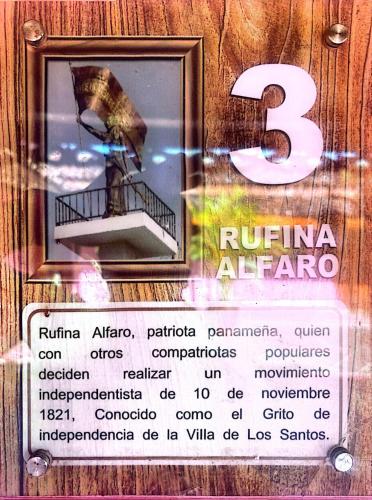 3
RUFINA
ALFARO
Rufina Alfaro, patriota panameña, quien
con otros compatriotas populares
deciden realizar un movimiento
independentista de 10 de noviembre
1821, Conocido como el Grito de
independencia de la Villa de Los Santos.